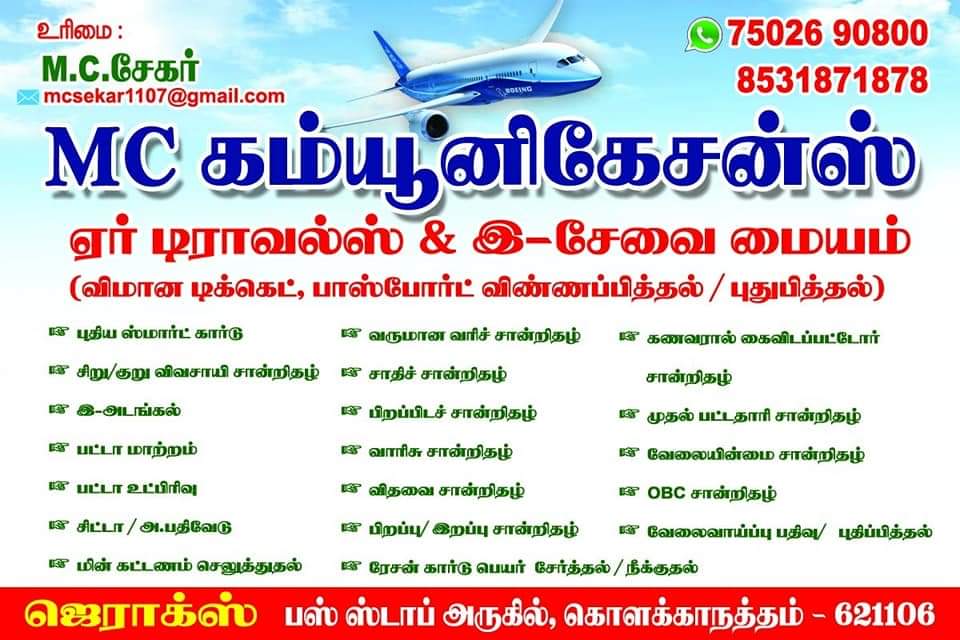 உரிமை :
M.C.சேகர்
mcsekar1107@gmail.com
75026 90800
8531871878
BOEING
MC கம்யூனிகேசன்ஸ்
ஏர் டிராவல்ஸ் & இ-சேவை மையம்
(விமான டிக்கெட், பாஸ்போர்ட் விண்ணப்பித்தல் / புதுபித்தல்)
புதிய ஸ்மார்ட் கார்டு
சிறு/குறு விவசாயி சான்றிதழ்
இ-அடங்கல்
பட்டா மாற்றம்
பட்டா உட்பிரிவு
சிட்டா / அ.பதிவேடு
மின் கட்டணம் செலுத்துதல்
வருமான வரிச் சான்றிதழ்
சாதிச் சான்றிதழ்
பிறப்பிடச் சான்றிதழ்
வாரிசு சான்றிதழ்
விதவை சான்றிதழ்
பிறப்பு/ இறப்பு சான்றிதழ்
ரேசன் கார்டு பெயர் சேர்த்தல் / நீக்குதல்
கணவரால் கைவிடப்பட்டோர்
சான்றிதழ்
முதல் பட்டதாரி சான்றிதழ்
வேலையின்மை சான்றிதழ்
OBC சான்றிதழ்
வேலைவாய்ப்பு பதிவு/ புதிப்பித்தல்
ஜெராக்ஸ் பஸ் ஸ்டாப் அருகில், கொளக்காநத்தம் - 621106